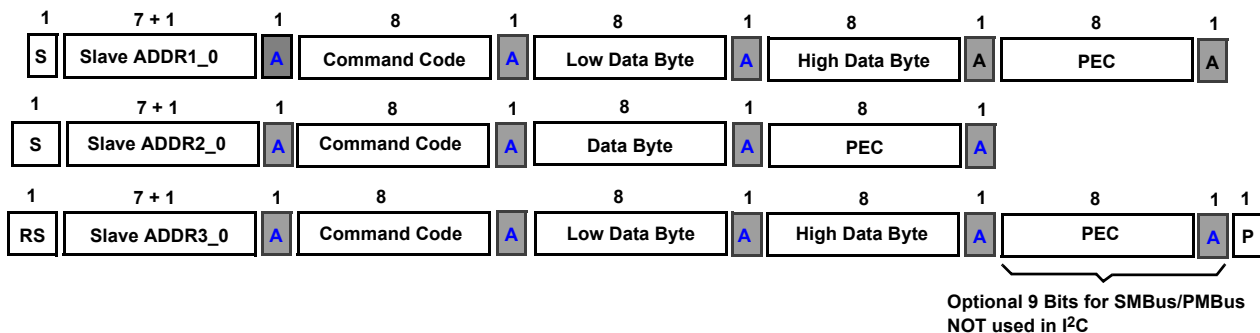 1 7 + 1 1 8 1 8 1 8 1 8 1
S Slave ADDR1_0 A Command Code A Low Data Byte A High Data Byte A PEC A
1 7 + 1 1 8 1 8 1 8 1
S Slave ADDR2_0 A Command Code A Data Byte A PEC A
1 7 + 1 1 8 1 8 1 8 1 8 1 1
RS Slave ADDR3_0 A Command Code A Low Data Byte A High Data Byte A PEC A P
Optional 9 Bits for SMBus/PMBus
NOT used in I²C